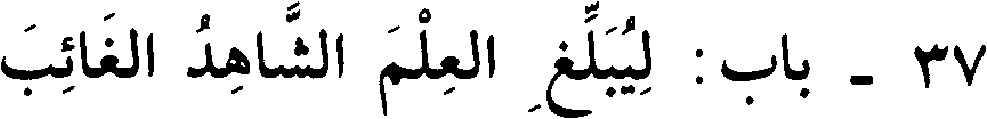 ٣٧ ـ باب: لِيُبَلِّغِ العِلْمَ الشَّاهِدُ الغَائِبَ